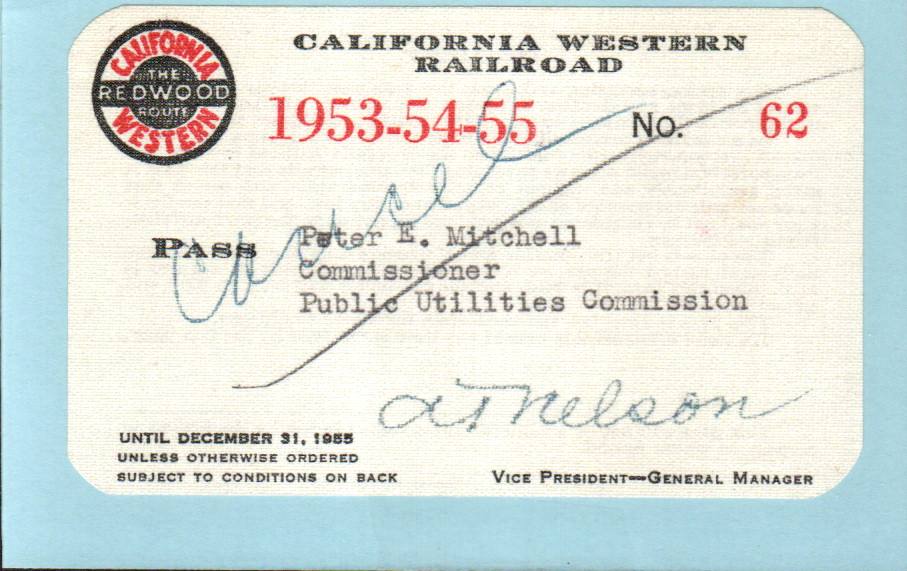 CALIFORNIA WESTERN
RAILROAD
CALIFORNIA
THE
REDWOOD
ROUTE
WESTERN
1953-54-55 No. 62
Cancel
PASS Peter E. Mitchell
Commissioner
Public Utilities Commission
A T Nelson
UNTIL DECEMBER 31, 1955
UNLESS OTHERWISE ORDERED
SUBJECT TO CONDITIONS ON BACK
VICE PRESIDENT—GENERAL MANAGER